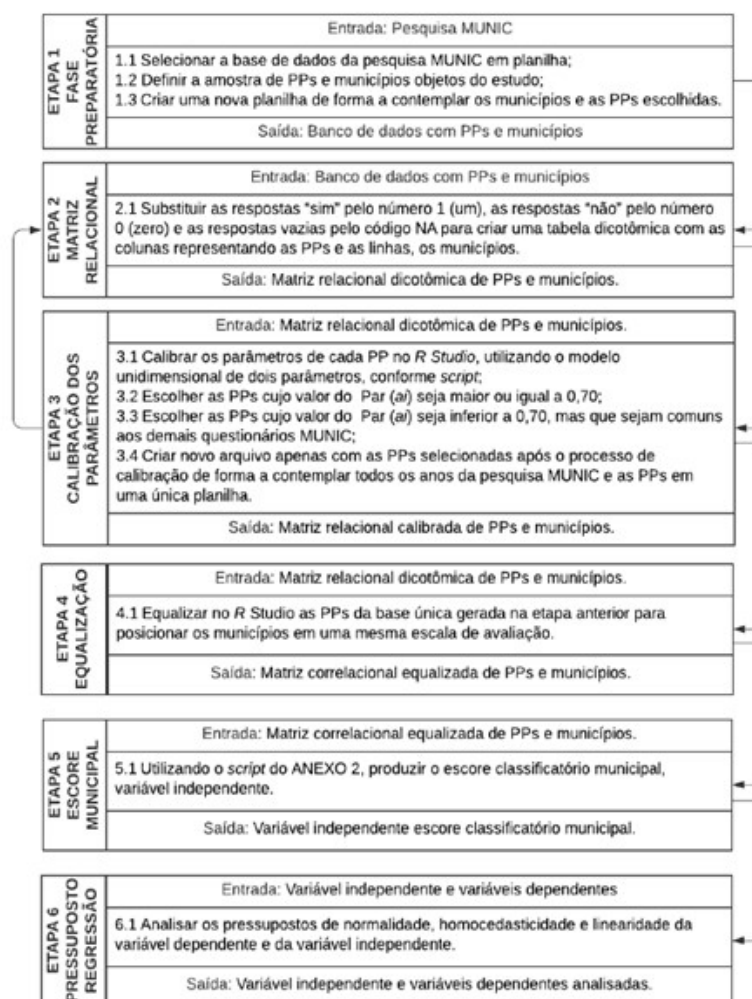 ETAPA 1
FASE
PREPARATÓRIA
Entrada: Pesquisa MUNIC
1.1 Selecionar a base de dados da pesquisa MUNIC em planilha;
1.2 Definir a amostra de PPs e municípios objetos do estudo;
1.3 Criar uma nova planilha de forma a contemplar os municípios e as PPs escolhidas.
Saída: Banco de dados com PPs e municípios
ETAPA 2
MATRIZ
RELACIONAL
Entrada: Banco de dados com PPs e municípios
2.1 Substituir as respostas "sim" pelo número 1 (um), as respostas "não" pelo número
0 (zero) e as respostas vazias pelo código NA para criar uma tabela dicotômica com as
colunas representando as PPs e as linhas, os municípios.
Saída: Matriz relacional dicotômica de PPs e municípios.
ETAPA 3
CALIBRAÇÃO DOS
PARÂMETROS
Entrada: Matriz relacional dicotômica de PPs e municípios.
3.1 Calibrar os parâmetros de cada PP no R Studio, utilizando o modelo
unidimensional de dois parâmetros, conforme script;
3.2 Escolher as PPs cujo valor do Par (ai) seja maior ou igual a 0,70;
3.3 Escolher as PPs cujo valor do Par (ai) seja inferior a 0,70, mas que sejam comuns
aos demais questionários MUNIC;
3.4 Criar novo arquivo apenas com as PPs selecionadas após o processo de
calibração de forma a contemplar todos os anos da pesquisa MUNIC e as PPs em
uma única planilha.
Saída: Matriz relacional calibrada de PPs e municípios.
ETAPA 4
EQUALIZAÇÃO
Entrada: Matriz relacional dicotômica de PPs e municípios.
4.1 Equalizar no R Studio as PPs da base única gerada na etapa anterior para
posicionar os municípios em uma mesma escala de avaliação.
Saída: Matriz correlacional equalizada de PPs e municípios.
ETAPA 5
ESCORE
MUNICIPAL
Entrada: Matriz correlacional equalizada de PPs e municípios.
5.1 Utilizando o script do ANEXO 2, produzir o escore classificatório municipal,
variável independente.
Saída: Variável independente escore classificatório municipal.
ETAPA 6
PRESSUPOSTO
REGRESSÃO
Entrada: Variável independente e variáveis dependentes
6.1 Analisar os pressupostos de normalidade, homocedasticidade e linearidade da
variável dependente e da variável independente.
Saída: Variável independente e variáveis dependentes analisadas.